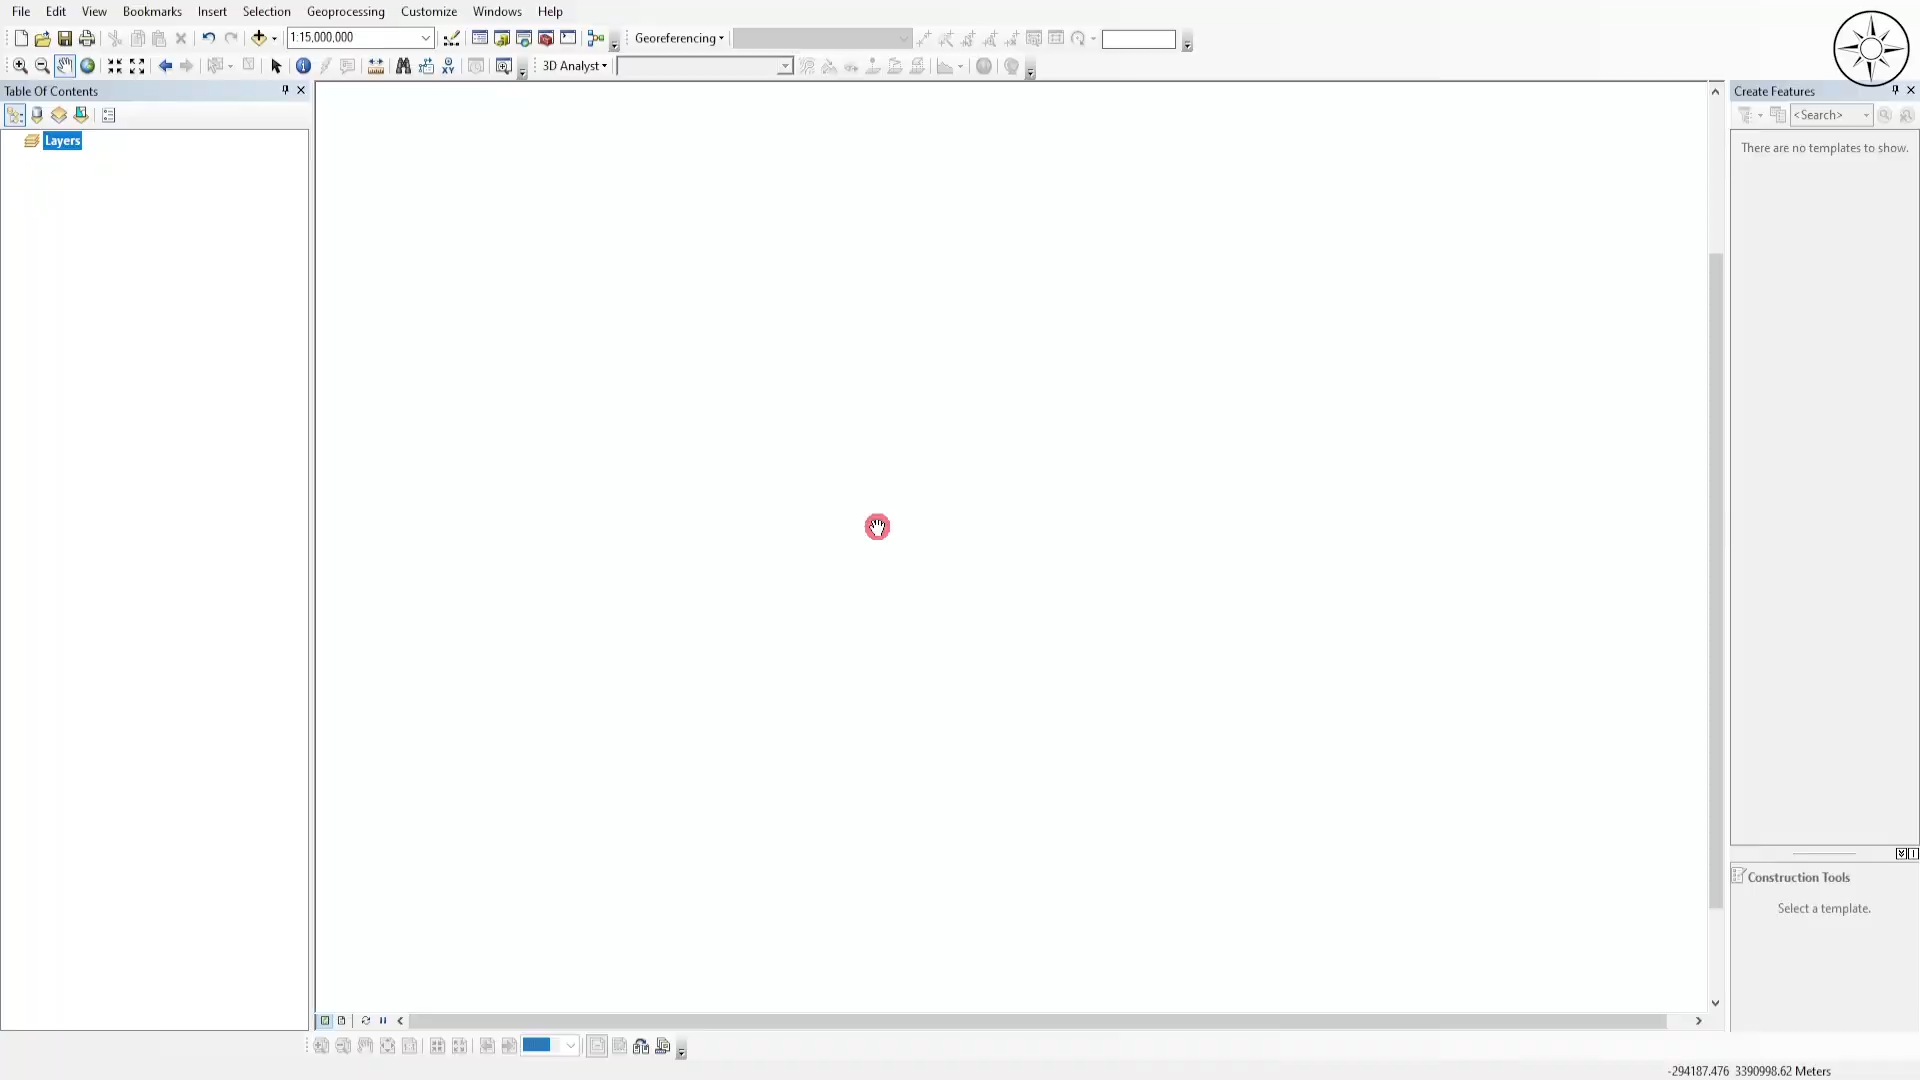 File Edit View Bookmarks Insert Selection Geoprocessing Customize Windows Help
1:15,000,000 Georeferencing
3D Analyst
Table Of Contents
Layers
Create Features
<Search>
There are no templates to show.
Construction Tools
Select a template.
-294187.476 3390998.62 Meters